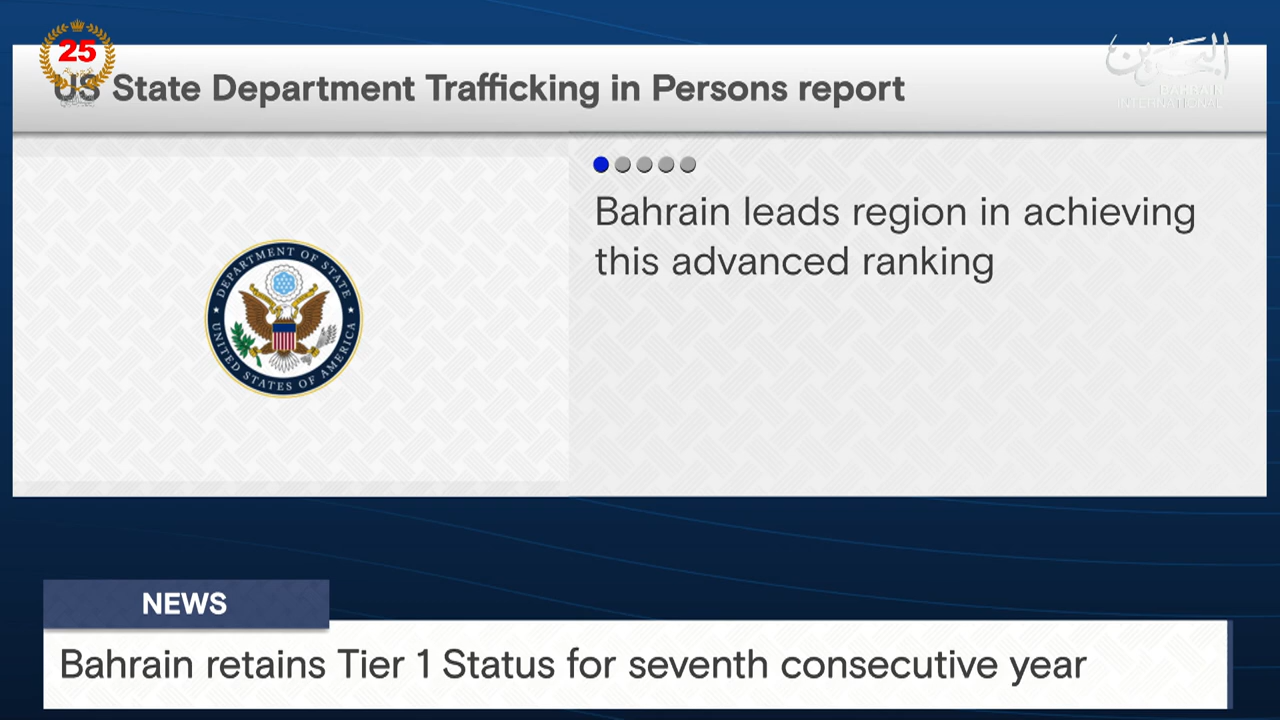 25
US State Department Trafficking in Persons report
البحرين
BAHRAIN
INTERNATIONAL
Bahrain leads region in achieving
this advanced ranking
DEPARTMENT OF STATE
UNITED STATES OF AMERICA
NEWS
Bahrain retains Tier 1 Status for seventh consecutive year